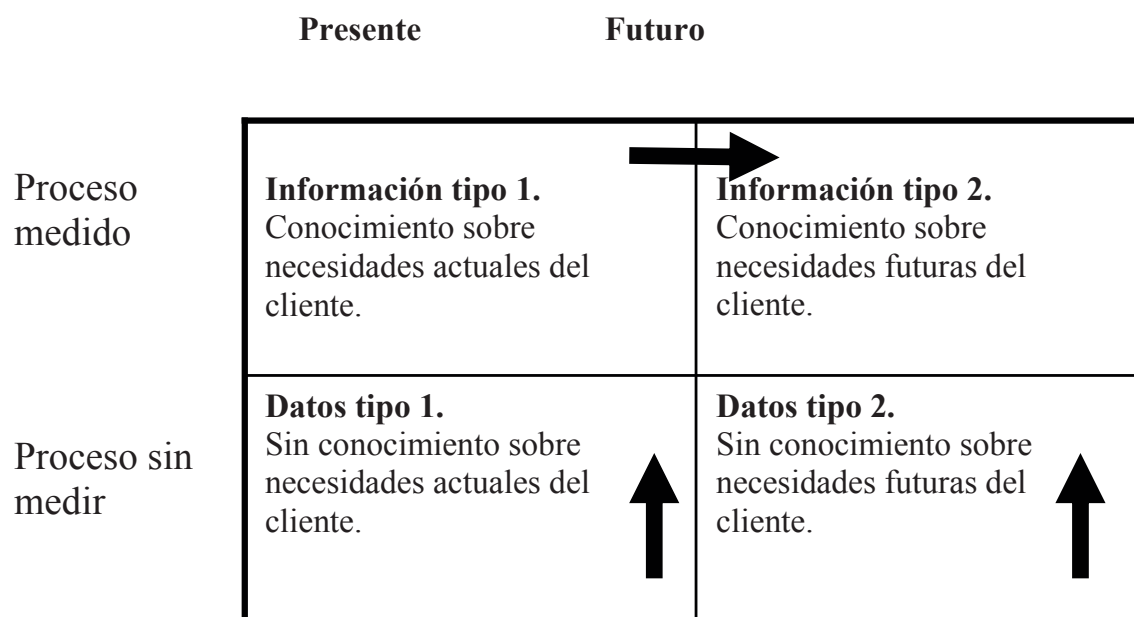 Presente Futuro
Proceso
medido
Información tipo 1.
Conocimiento sobre
necesidades actuales del
cliente.
Información tipo 2.
Conocimiento sobre
necesidades futuras del
cliente.
Proceso sin
medir
Datos tipo 1.
Sin conocimiento sobre
necesidades actuales del
cliente.
Datos tipo 2.
Sin conocimiento sobre
necesidades futuras del
cliente.